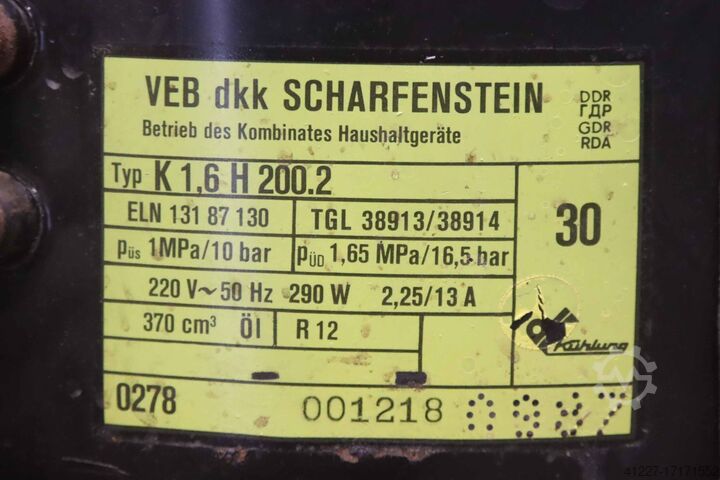 VEB dkk SCHARFENSTEIN
Betrieb des Kombinates Haushaltgeräte
DDR
ГДР
GDR
RDA
Typ K 1,6 H 200.2
ELN 131 87 130
TGL 38913/38914
30
püs 1MPa/10 bar
püD 1,65 MPa/16,5 bar
220 V~50 Hz 290 W 2,25/13 A
370 cm³ Öl
R 12
Kühlung
0278
001218
41227-17171552